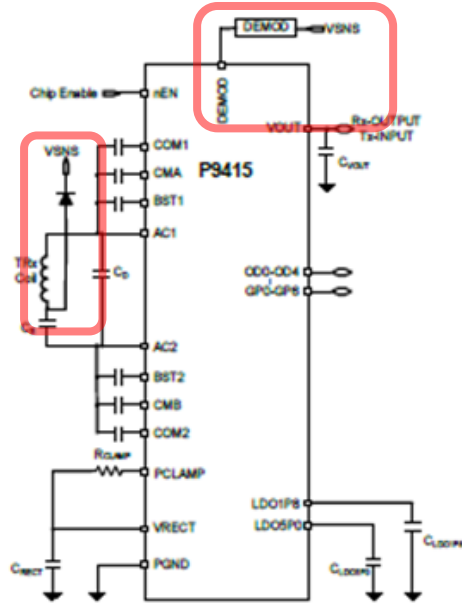 DEMOD
VSNS
Chip Enable
nEN
DEMOD
VOUT
Rx-OUTPUT
Tx-INPUT
COM1
CVOUT
VSNS
CMA
P9415
BST1
AC1
TRx
Coil
CD
OD0-OD4
GP0-GP6
CS
AC2
BST2
CMB
COM2
RCLAMP
PCLAMP
LDO1P8
VRECT
LDO5P0
CLDO1P8
CRECT
PGND
CLDO5P0